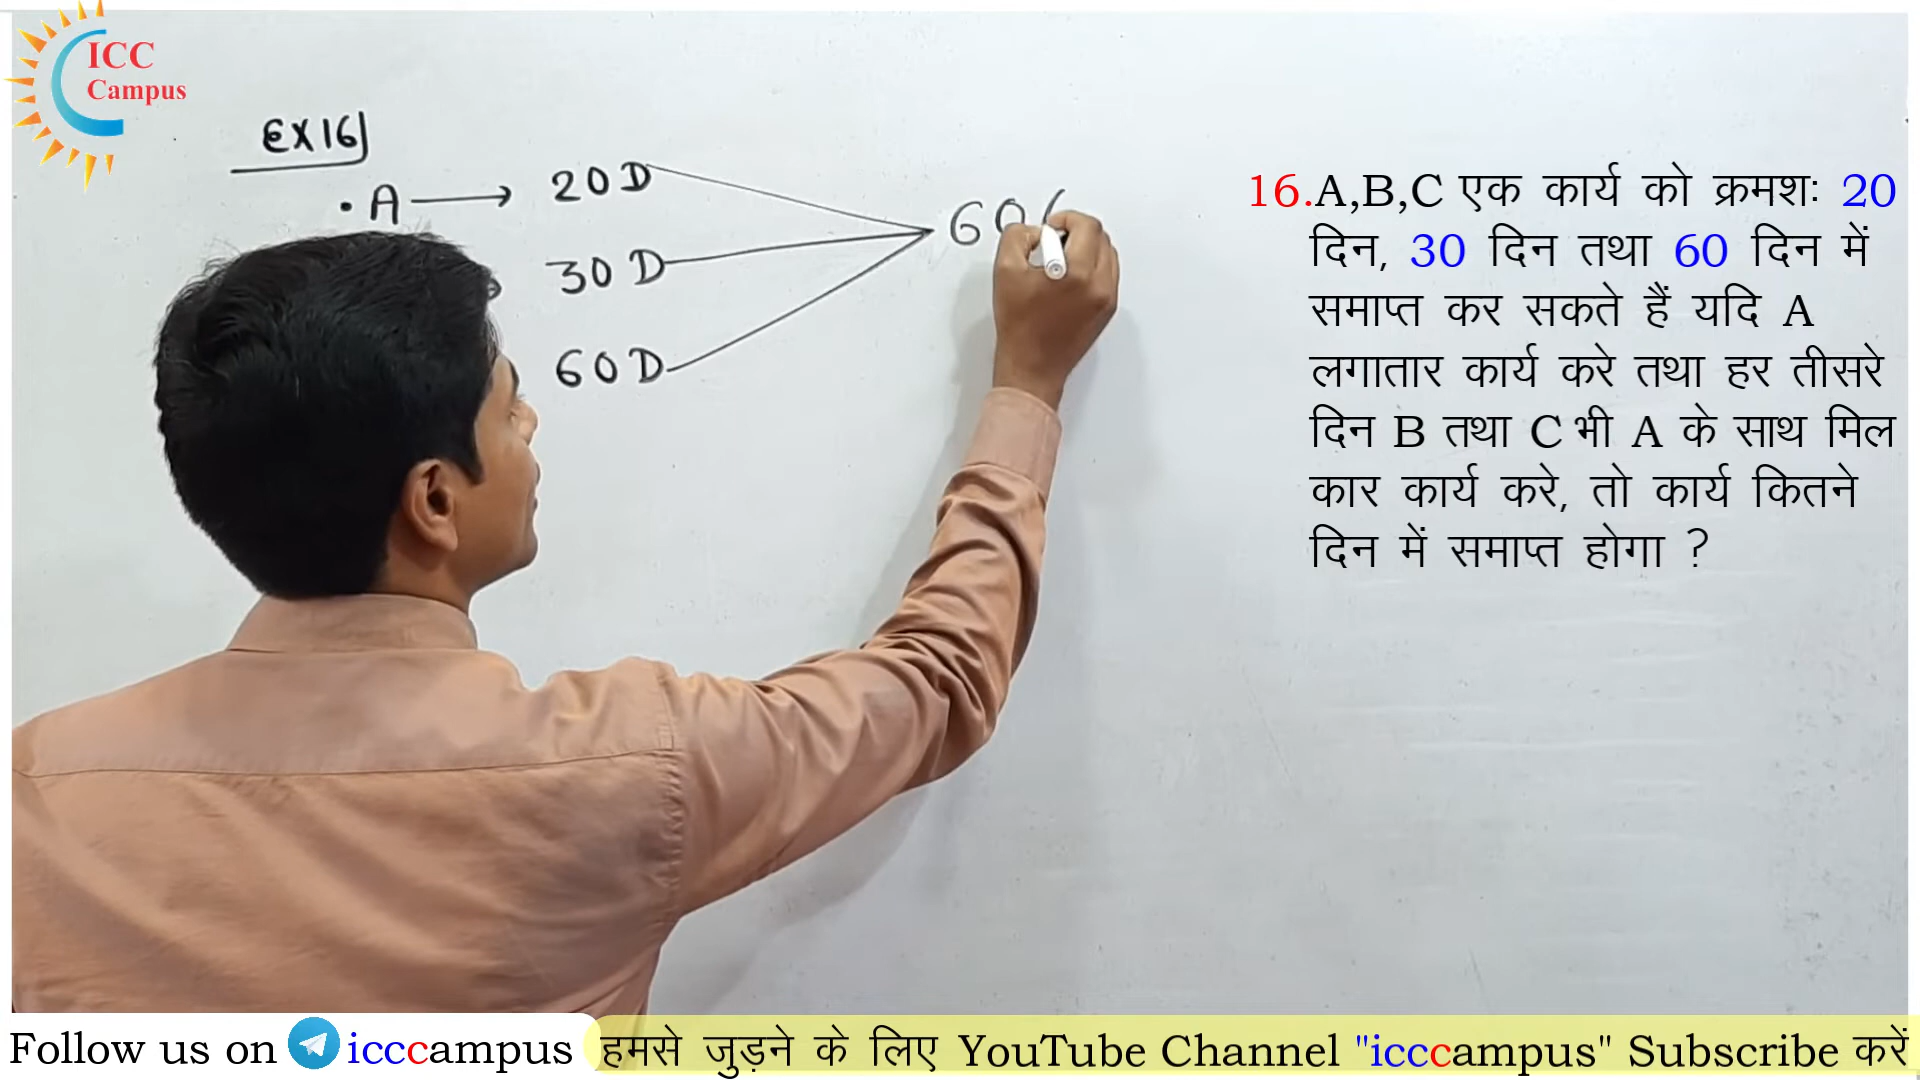 ICC
Campus
EX16
A → 20D
30D
60D
60
16.A,B,C एक कार्य को क्रमशः 20
दिन, 30 दिन तथा 60 दिन में
समाप्त कर सकते हैं यदि A
लगातार कार्य करे तथा हर तीसरे
दिन B तथा C भी A के साथ मिल
कार कार्य करे, तो कार्य कितने
दिन में समाप्त होगा ?
Follow us on icccampus हमसे जुड़ने के लिए YouTube Channel "icccampus" Subscribe करें